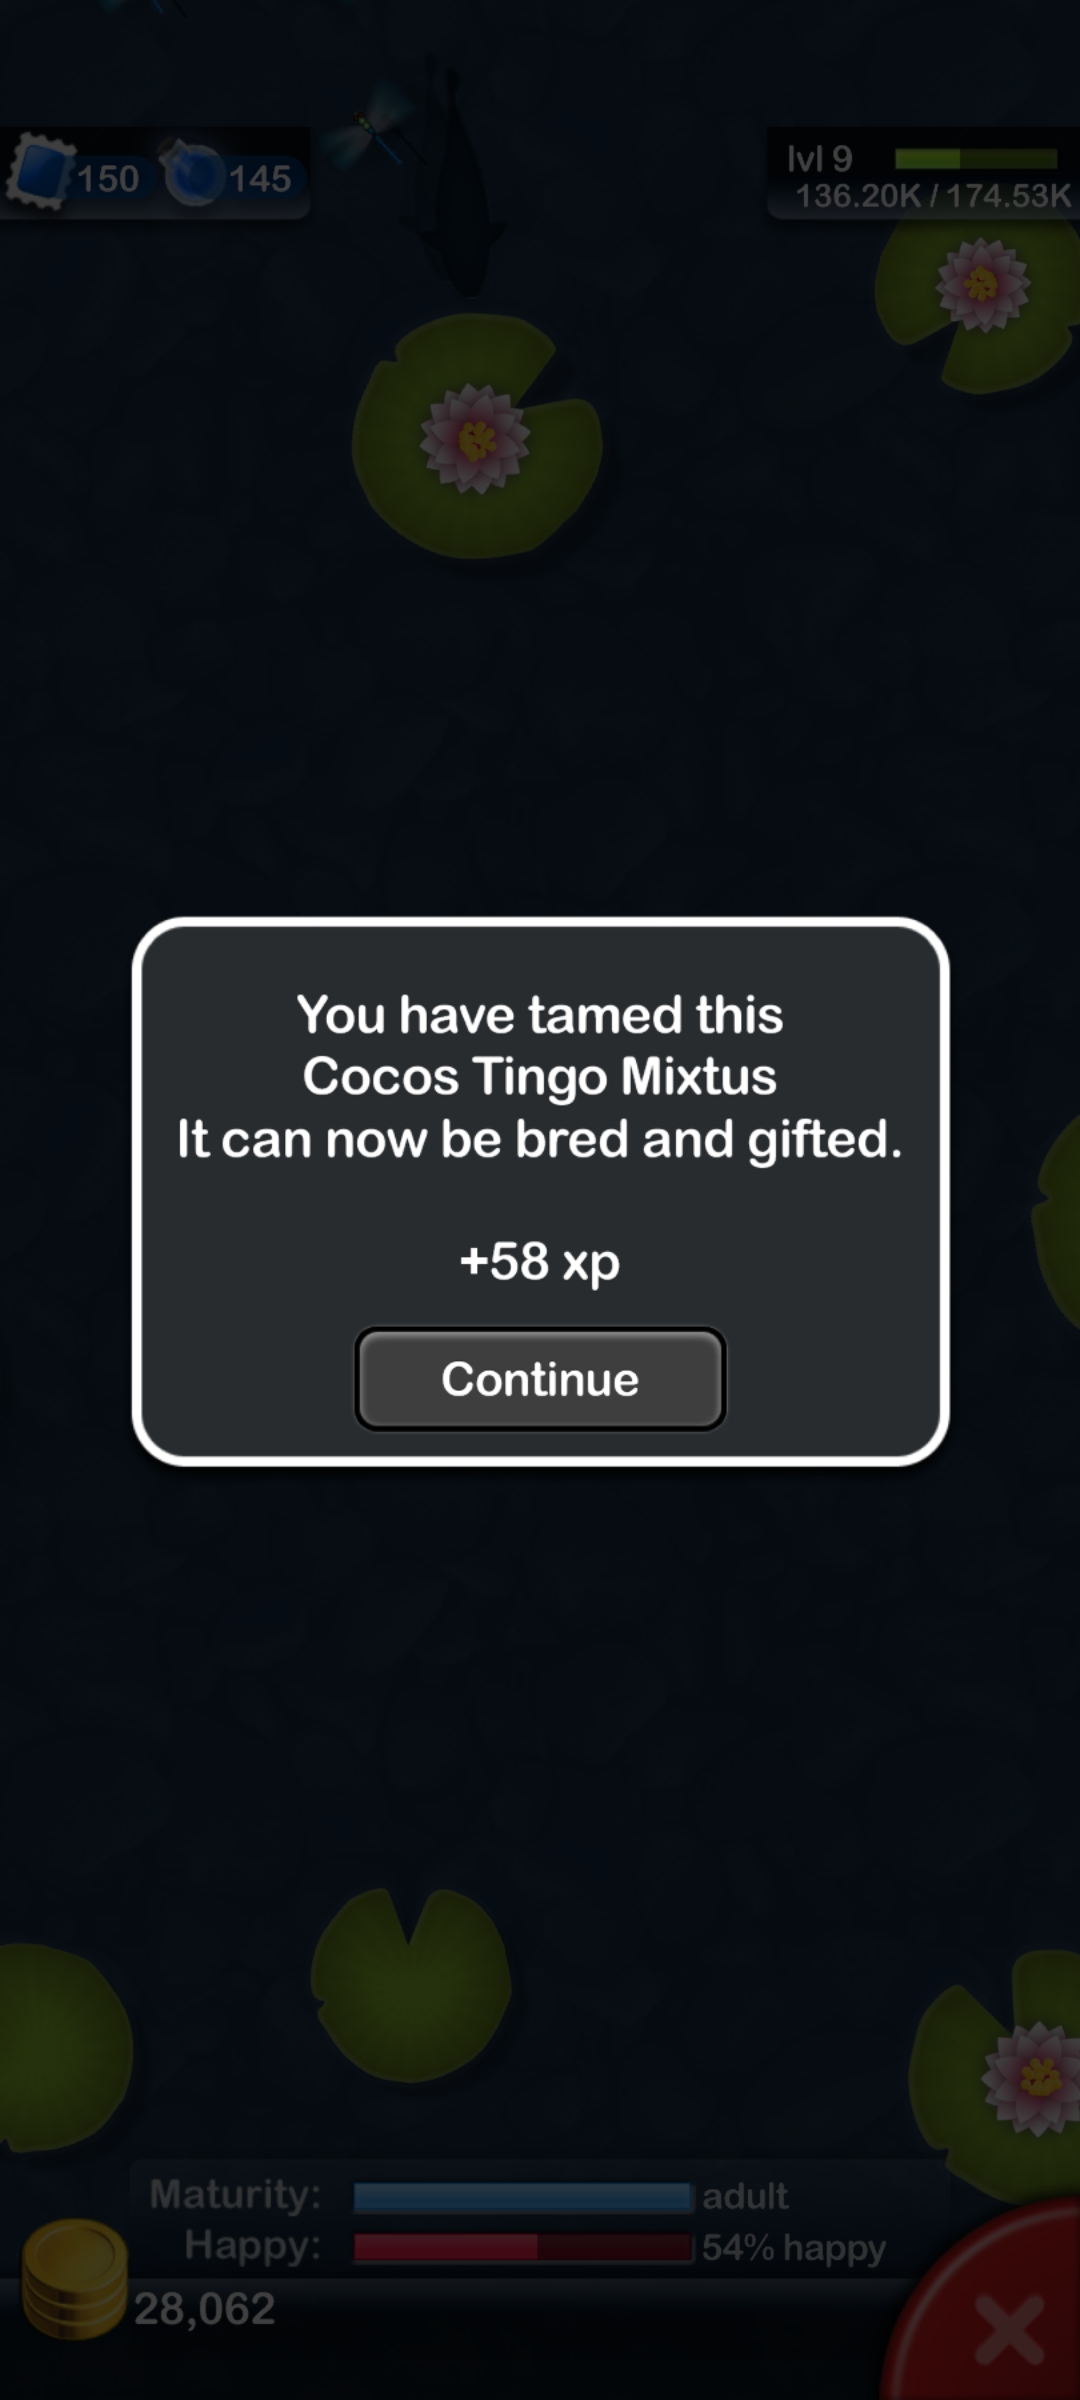 150 145
lvl 9
136.20K / 174.53K
You have tamed this
Cocos Tingo Mixtus
It can now be bred and gifted.
+58 xp
Continue
Maturity: adult
Happy: 54% happy
28,062